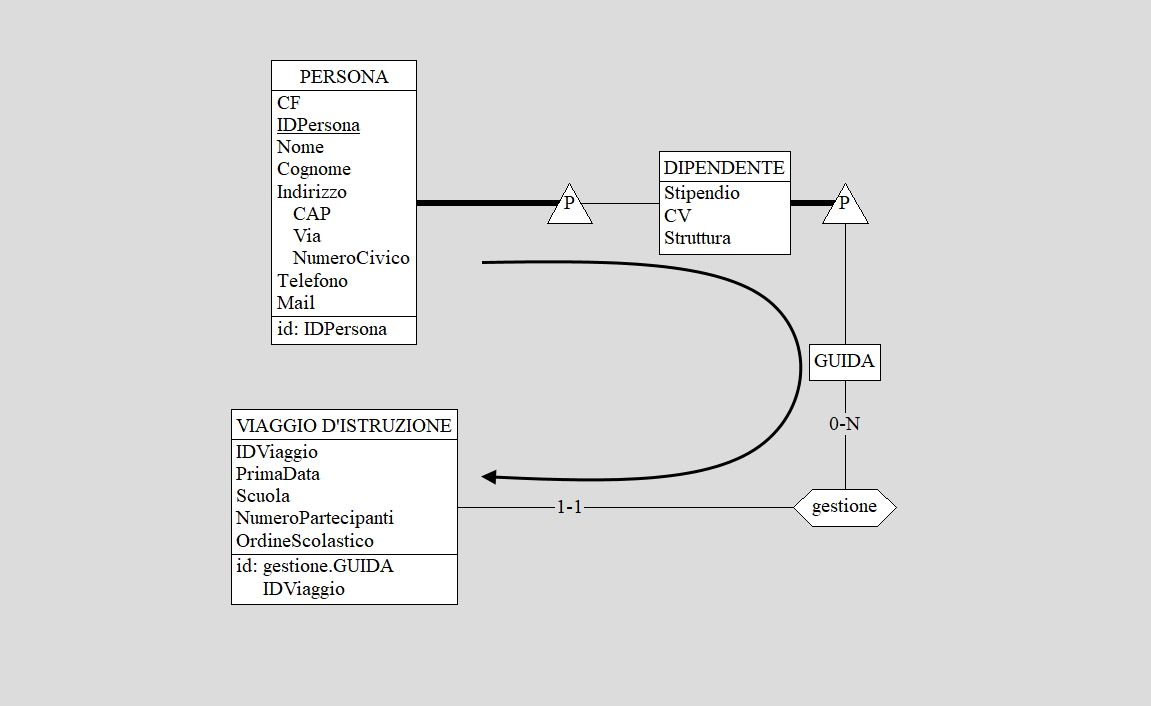 PERSONA
CF
IDPersona
Nome
Cognome
Indirizzo
CAP
Via
NumeroCivico
Telefono
Mail
id: IDPersona
P
DIPENDENTE
Stipendio
CV
Struttura
P
GUIDA
0-N
gestione
1-1
VIAGGIO D'ISTRUZIONE
IDViaggio
PrimaData
Scuola
NumeroPartecipanti
OrdineScolastico
id: gestione.GUIDA
IDViaggio